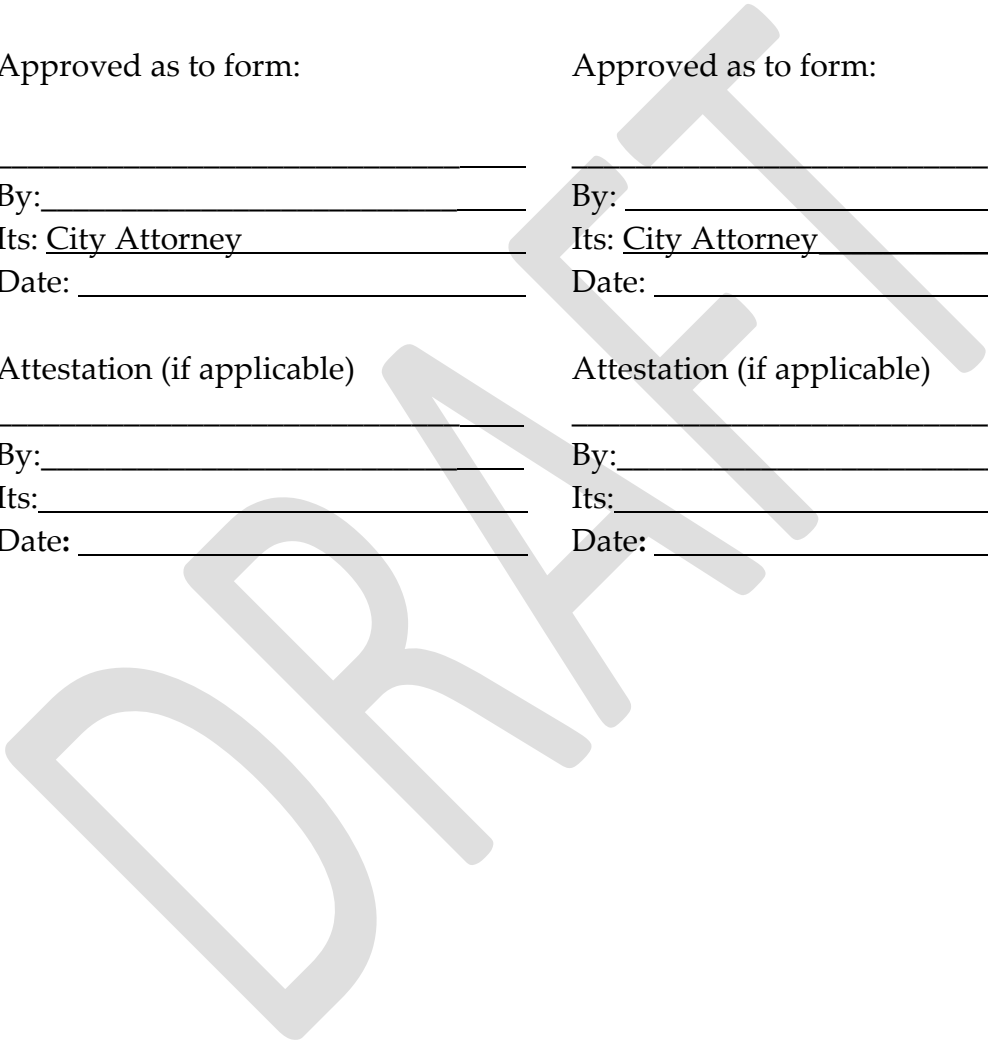 Approved as to form:
By:
Its: City Attorney
Date:
Attestation (if applicable)
By:
Its:
Date:
Approved as to form:
By:
Its: City Attorney
Date:
Attestation (if applicable)
By:
Its:
Date:
DRAFT